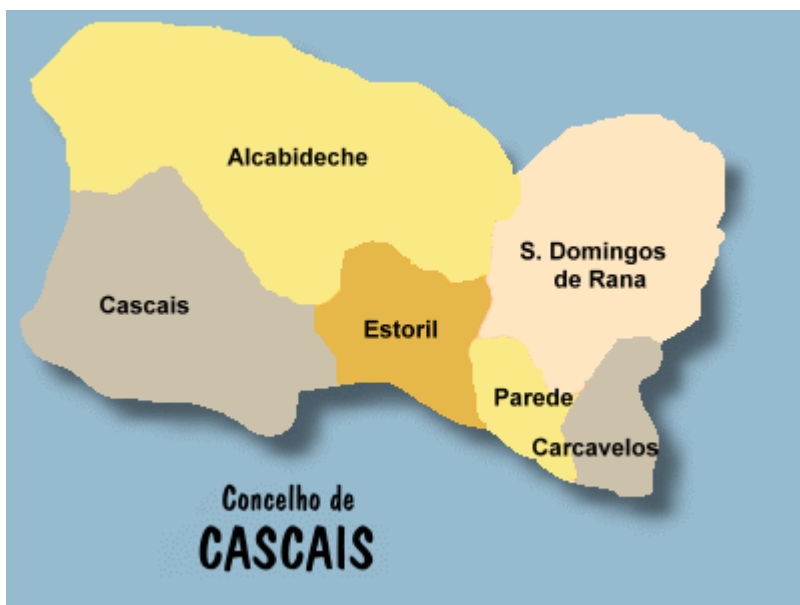 Alcabideche
S. Domingos
de Rana
Cascais
Estoril
Parede
Carcavelos
Concelho de
CASCAIS